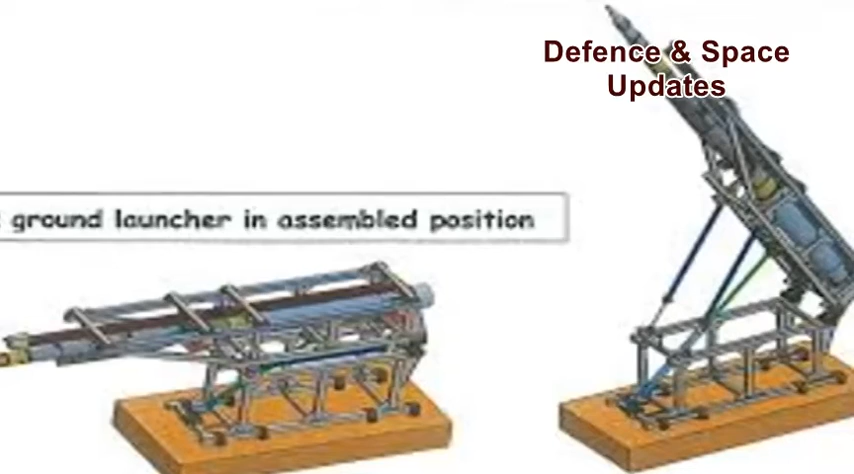 Defence & Space
Updates
ground launcher in assembled position